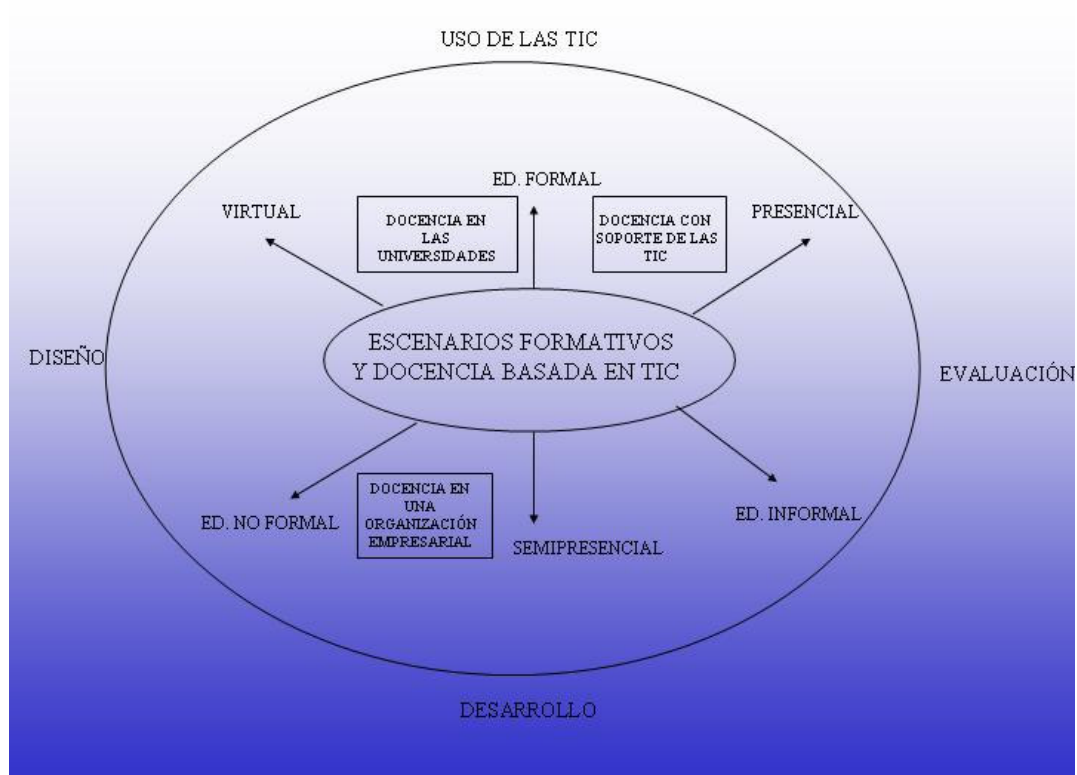 USO DE LAS TIC
ED. FORMAL
VIRTUAL
DOCENCIA EN
LAS
UNIVERSIDADES
DOCENCIA CON
SOPORTE DE LAS
TIC
PRESENCIAL
DISEÑO
ESCENARIOS FORMATIVOS
Y DOCENCIA BASADA EN TIC
EVALUACIÓN
ED. NO FORMAL
DOCENCIA EN
UNA
ORGANIZACIÓN
EMPRESARIAL
SEMIPRESENCIAL
ED. INFORMAL
DESARROLLO